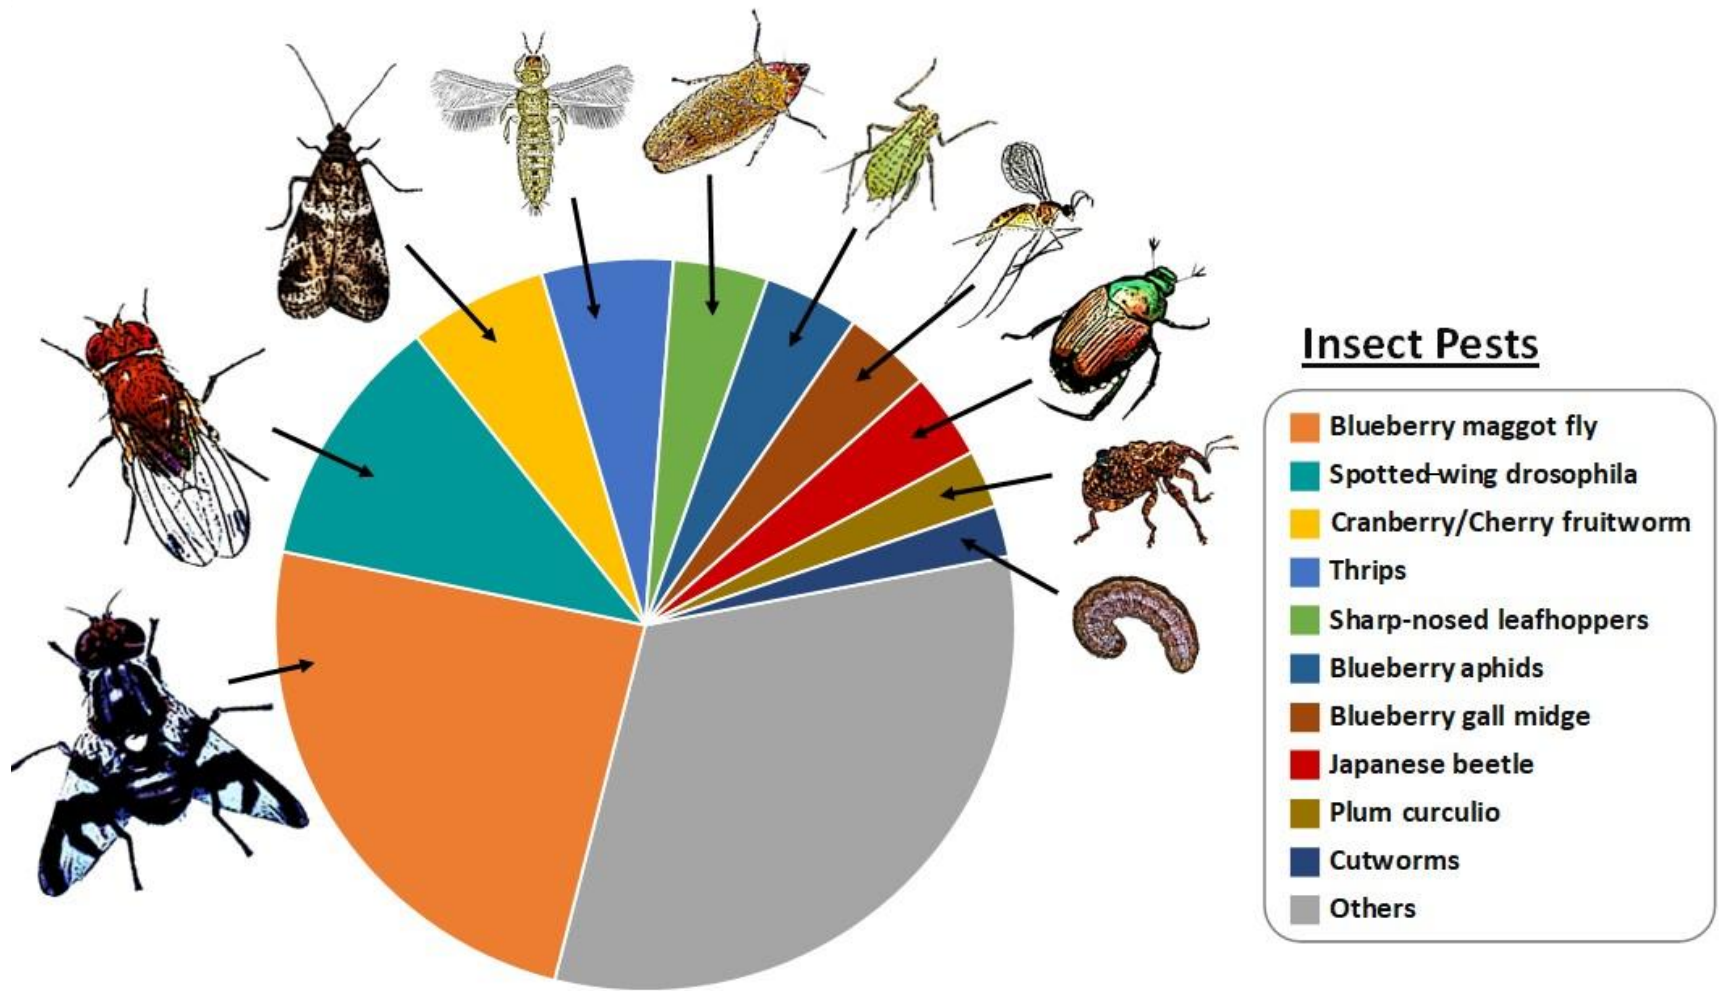 Insect Pests
Blueberry maggot fly
Spotted-wing drosophila
Cranberry/Cherry fruitworm
Thrips
Sharp-nosed leafhoppers
Blueberry aphids
Blueberry gall midge
Japanese beetle
Plum curculio
Cutworms
Others